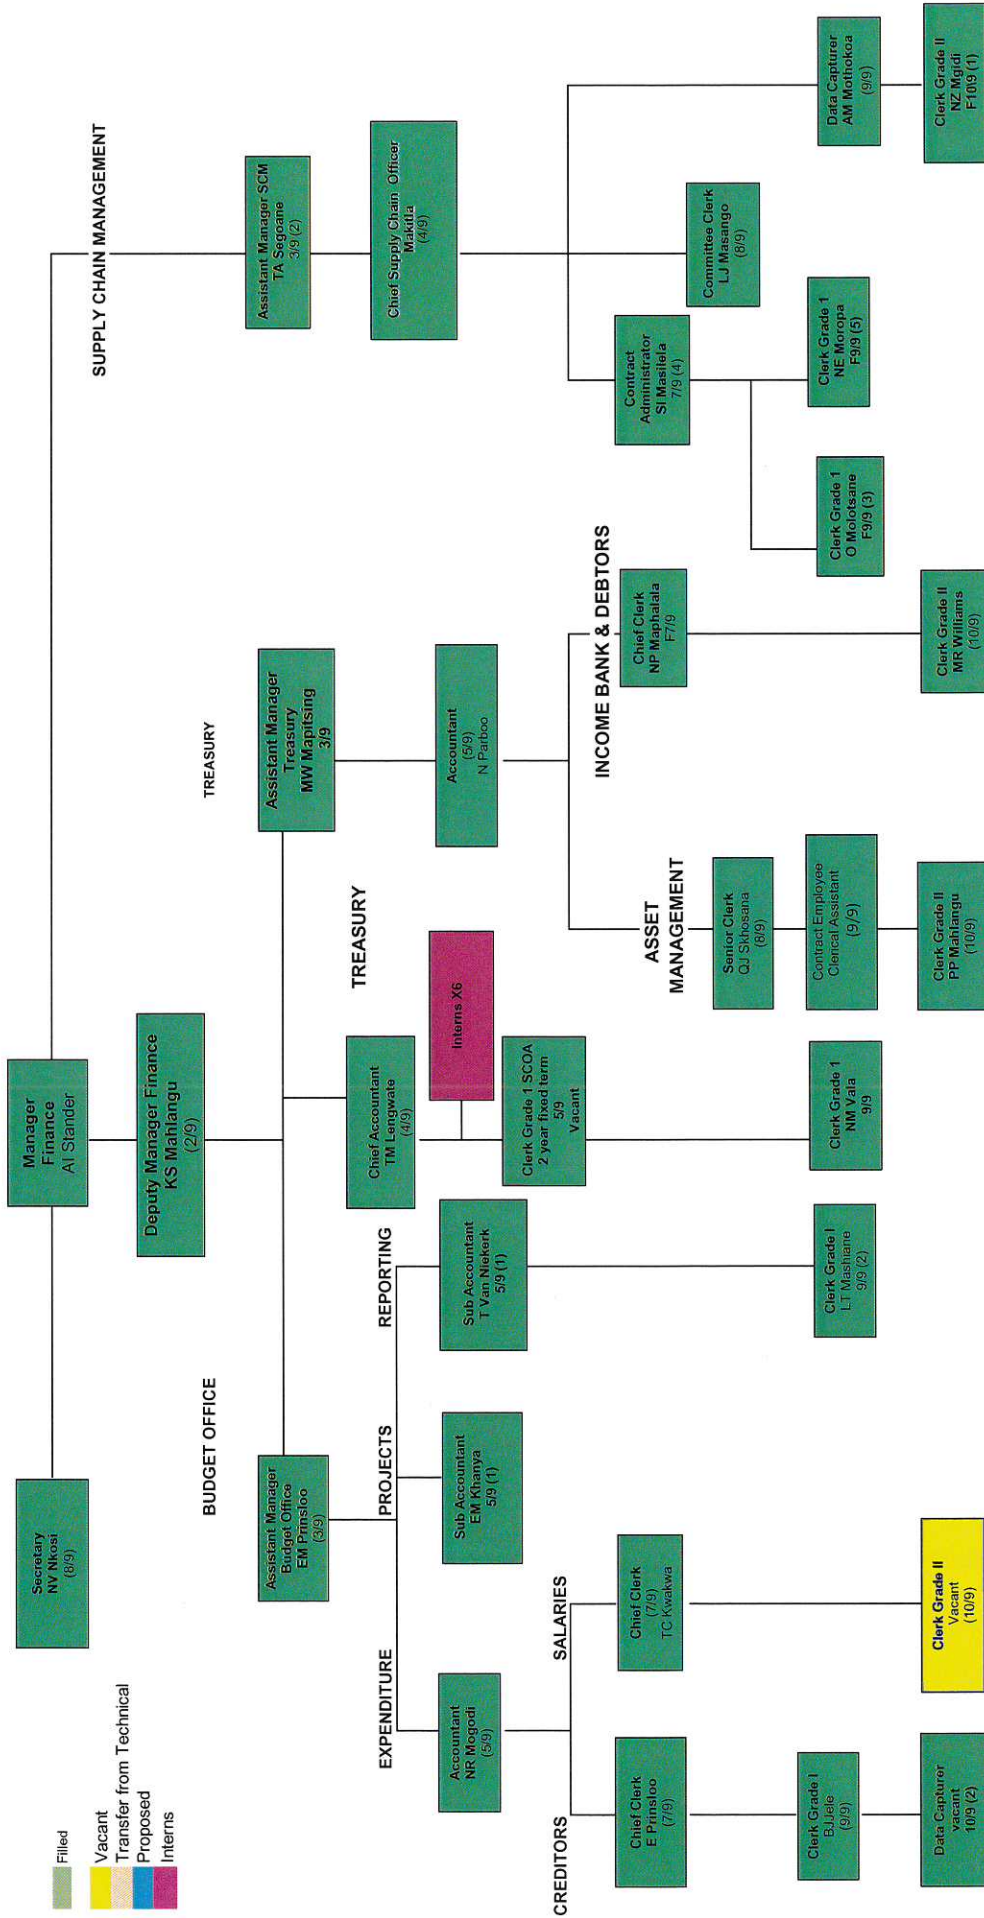 Filled
Vacant
Transfer from Technical
Proposed
Interns
Manager
Finance
AI Stander
Secretary
NV Nkosi
(8/9)
Deputy Manager Finance
KS Mahlangu
(2/9)
SUPPLY CHAIN MANAGEMENT
BUDGET OFFICE
TREASURY
Assistant Manager
Budget Office
EM Prinsloo
(3/9)
Assistant Manager
Treasury
MW Mapitsing
3/9
Assistant Manager SCM
TA Segoane
3/9 (2)
Chief Accountant
TM Lengwate
(4/9)
TREASURY
Chief Supply Chain Officer
Makitla
(4/9)
EXPENDITURE
PROJECTS
REPORTING
Interns X6
Accountant
NR Mogodi
(5/9)
Sub Accountant
EM Khanya
5/9 (1)
Sub Accountant
T Van Niekerk
5/9 (1)
Clerk Grade 1 SCOA
2 year fixed term
5/9
Vacant
Accountant
(5/9)
N Parboo
CREDITORS
SALARIES
ASSET
MANAGEMENT
INCOME BANK & DEBTORS
Chief Clerk
E Prinsloo
(7/9)
Chief Clerk
(7/9)
TC Kwakwa
Chief Clerk
NP Maphalala
F7/9
Contract
Administrator
SI Masilela
7/9 (4)
Committee Clerk
LJ Masango
(8/9)
Senior Clerk
QJ Skhosana
(8/9)
Clerk Grade I
BJJele
(9/9)
Clerk Grade I
LT Mashiane
9/9 (2)
Clerk Grade 1
NM Vala
9/9
Contract Employee
Clerical Assistant
(9/9)
Clerk Grade 1
O Molotsane
F9/9 (3)
Clerk Grade 1
NE Moropa
F9/9 (5)
Data Capturer
AM Mothokoa
(9/9)
Data Capturer
vacant
10/9 (2)
Clerk Grade II
Vacant
(10/9)
Clerk Grade II
PP Mahlangu
(10/9)
Clerk Grade II
MR Williams
(10/9)
Clerk Grade II
NZ Mgidi
F10\9 (1)